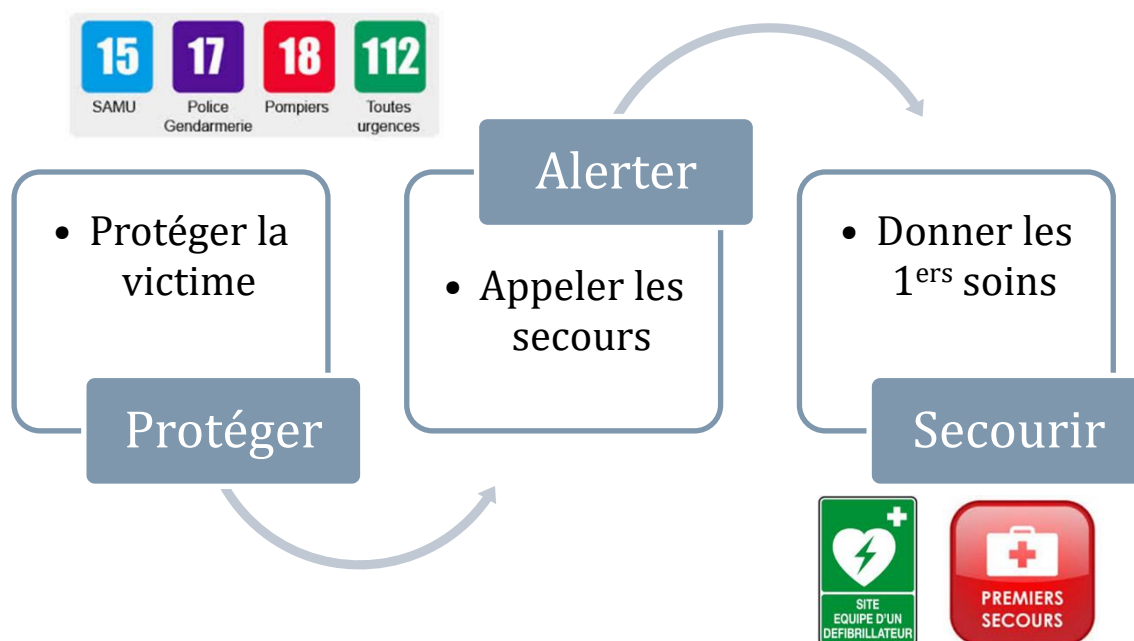 15 17 18 112
SAMU Police Pompiers Toutes
Gendarmerie urgences
• Protéger la
victime
Protéger
Alerter
• Appeler les
secours
• Donner les
1ers soins
Secourir
SITE
EQUIPE D'UN
DEFIBRILLATEUR
PREMIERS
SECOURS